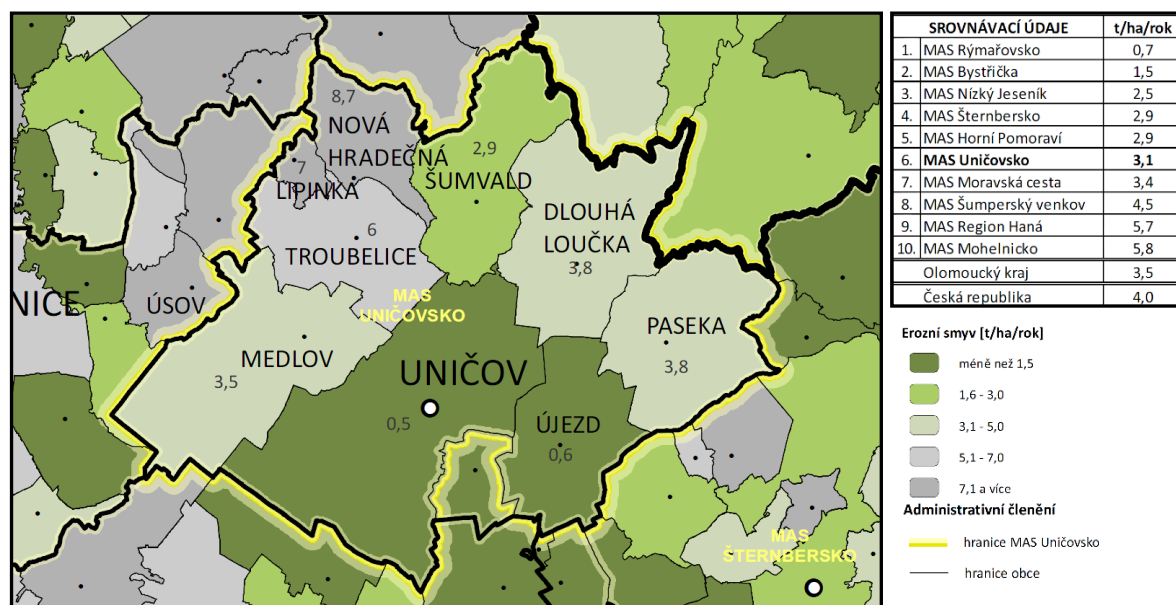 8,7
NOVÁ
HRADEČNÁ
7
LIPINKA
2,9
ŠUMVALD
6
TROUBELICE
DLOUHÁ
LOUČKA
3,8
NICE
ÚSOV
MAS
UNIČOVSKO
PASEKA
3,8
MEDLOV
3,5
UNIČOV
0,5
ÚJEZD
0,6
MAS
ŠTERNBERSKO
SROVNÁVACÍ ÚDAJE t/ha/rok
1. MAS Rýmařovsko 0,7
2. MAS Bystřička 1,5
3. MAS Nízký Jeseník 2,5
4. MAS Šternbersko 2,9
5. MAS Horní Pomoraví 2,9
6. MAS Uničovsko 3,1
7. MAS Moravská cesta 3,4
8. MAS Šumperský venkov 4,5
9. MAS Region Haná 5,7
10. MAS Mohelnicko 5,8
Olomoucký kraj 3,5
Česká republika 4,0
Erozní smyv [t/ha/rok]
méně než 1,5
1,6 - 3,0
3,1 - 5,0
5,1 - 7,0
7,1 a více
Administrativní členění
hranice MAS Uničovsko
hranice obce